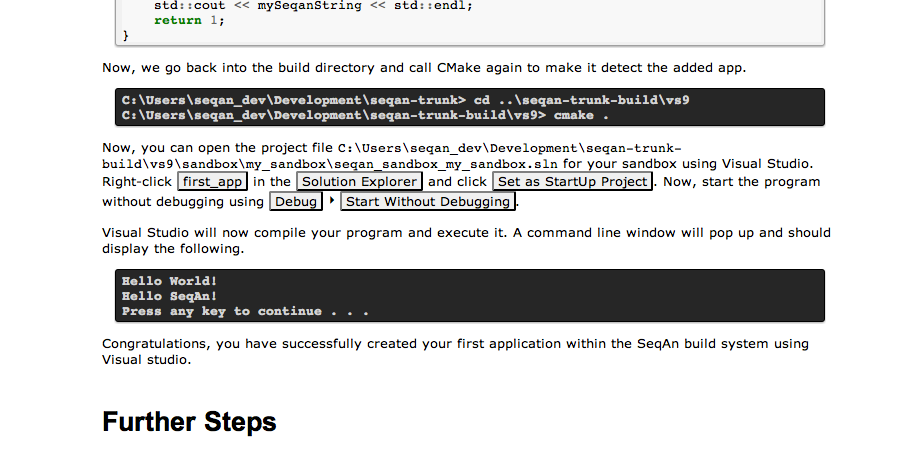 std::cout << mySeqanString << std::endl;
return 1;
}
Now, we go back into the build directory and call CMake again to make it detect the added app.
C:\Users\seqan_dev\Development\seqan-trunk> cd ..\seqan-trunk-build\vs9
C:\Users\seqan_dev\Development\seqan-trunk-build\vs9> cmake .
Now, you can open the project file C:\Users\seqan_dev\Development\seqan-trunk-
build\vs9\sandbox\my_sandbox\seqan_sandbox_my_sandbox.sln for your sandbox using Visual Studio.
Right-click first_app in the Solution Explorer and click Set as StartUp Project. Now, start the program
without debugging using Debug ‣ Start Without Debugging.
Visual Studio will now compile your program and execute it. A command line window will pop up and should
display the following.
Hello World!
Hello SeqAn!
Press any key to continue . . .
Congratulations, you have successfully created your first application within the SeqAn build system using
Visual studio.
Further Steps